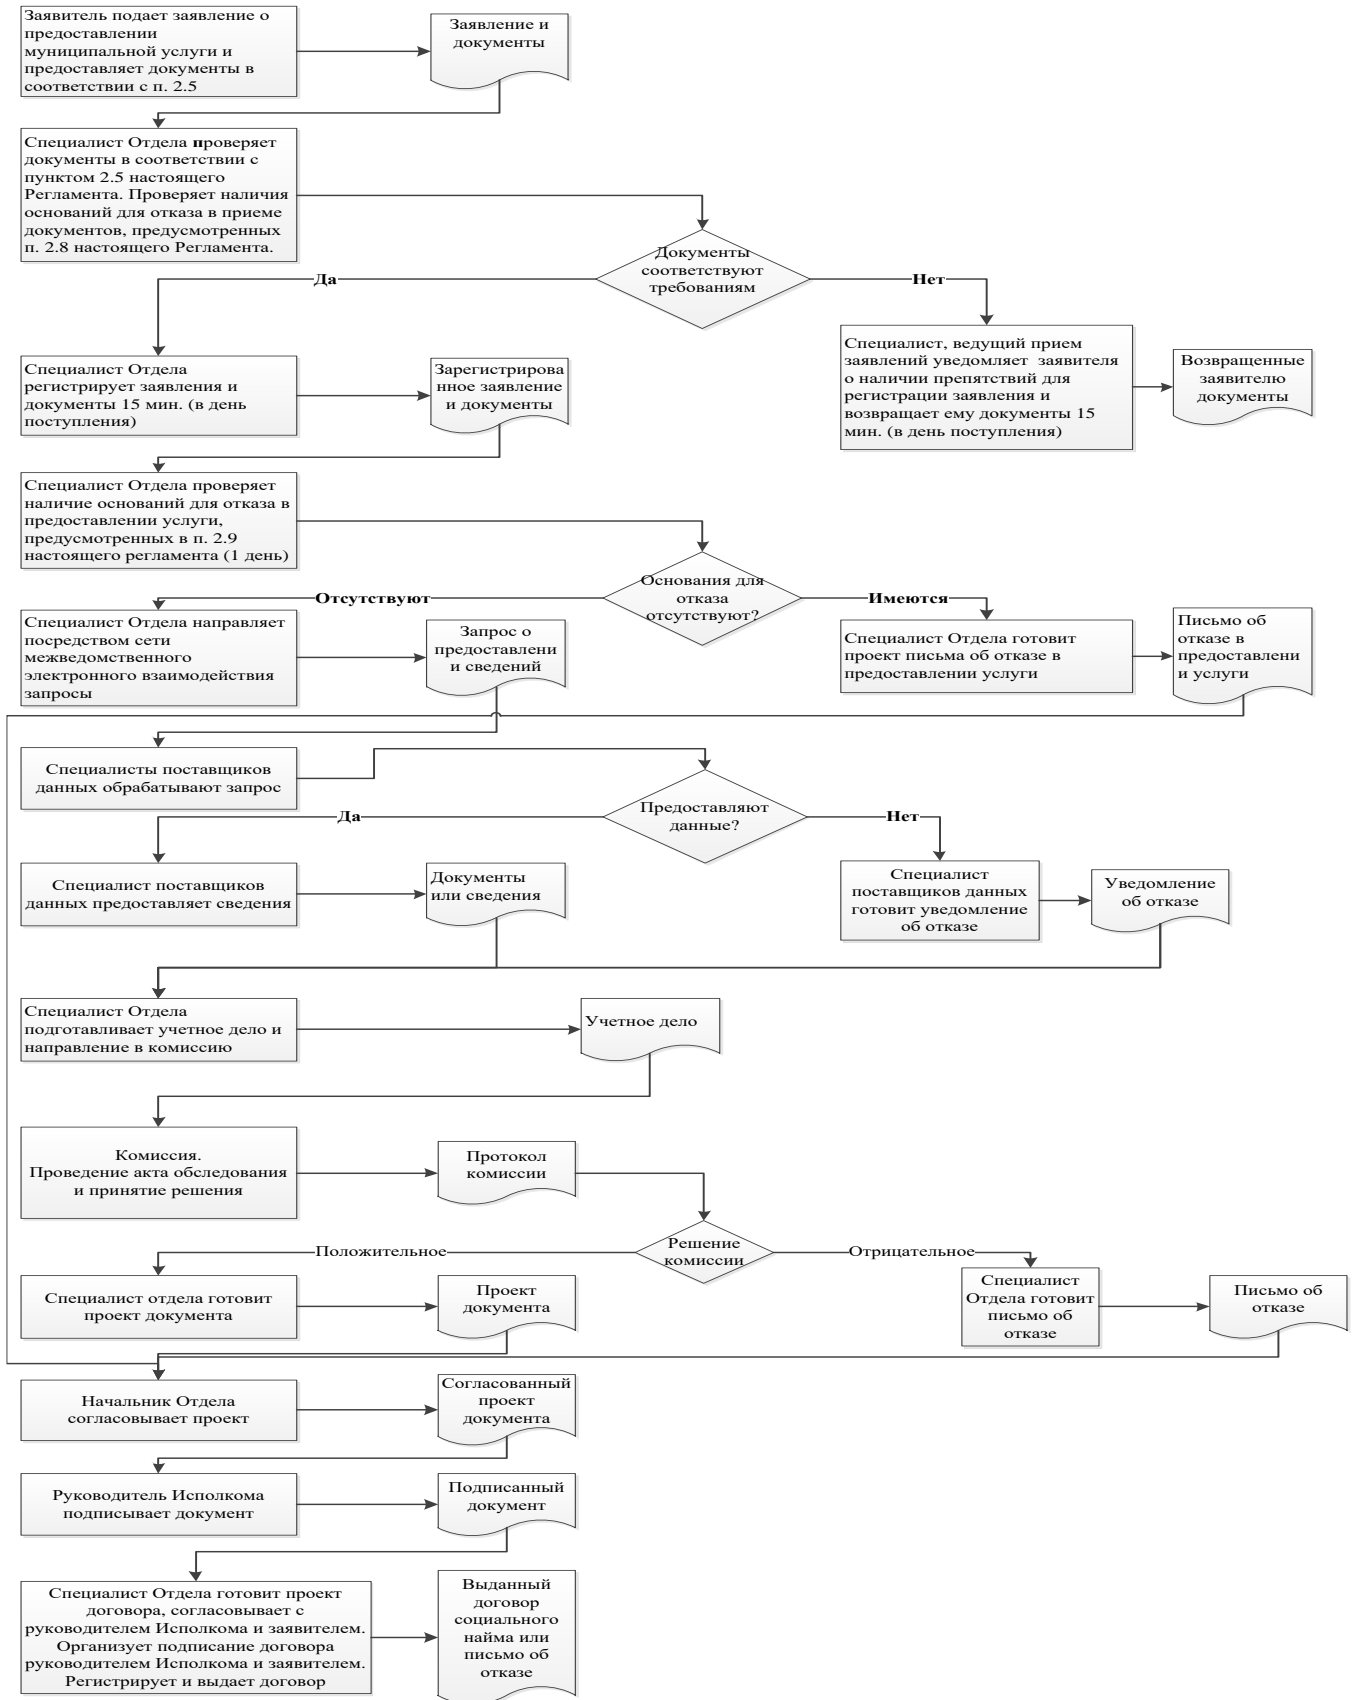 Заявитель подает заявление о
предоставлении
муниципальной услуги и
предоставляет документы в
соответствии с п. 2.5
Заявление и
документы
Специалист Отдела проверяет
документы в соответствии с
пунктом 2.5 настоящего
Регламента. Проверяет наличия
оснований для отказа в приеме
документов, предусмотренных
п. 2.8 настоящего Регламента.
Документы
соответствуют
требованиям
Да
Нет
Специалист Отдела
регистрирует заявления и
документы 15 мин. (в день
поступления)
Зарегистрирова
нное заявление
и документы
Специалист, ведущий прием
заявлений уведомляет заявителя
о наличии препятствий для
регистрации заявления и
возвращает ему документы 15
мин. (в день поступления)
Возвращенные
заявителю
документы
Специалист Отдела проверяет
наличие оснований для отказа в
предоставлении услуги,
предусмотренных в п. 2.9
настоящего регламента (1 день)
Основания для
отказа
отсутствуют?
Отсутствуют
Имеются
Специалист Отдела направляет
посредством сети
межведомственного
электронного взаимодействия
запросы
Запрос о
предоставлени
и сведений
Специалист Отдела готовит
проект письма об отказе в
предоставлении услуги
Письмо об
отказе в
предоставлени
и услуги
Специалисты поставщиков
данных обрабатывают запрос
Предоставляют
данные?
Да
Нет
Специалист поставщиков
данных предоставляет сведения
Документы
или сведения
Специалист
поставщиков данных
готовит уведомление
об отказе
Уведомление
об отказе
Специалист Отдела
подготавливает учетное дело и
направление в комиссию
Учетное дело
Комиссия.
Проведение акта обследования
и принятие решения
Протокол
комиссии
Решение
комиссии
Положительное
Отрицательное
Специалист отдела готовит
проект документа
Проект
документа
Специалист
Отдела готовит
письмо об
отказе
Письмо об
отказе
Начальник Отдела
согласовывает проект
Согласованный
проект
документа
Руководитель Исполкома
подписывает документ
Подписанный
документ
Специалист Отдела готовит проект
договора, согласовывает с
руководителем Исполкома и заявителем.
Организует подписание договора
руководителем Исполкома и заявителем.
Регистрирует и выдает договор
Выданный
договор
социального
найма или
письмо об
отказе